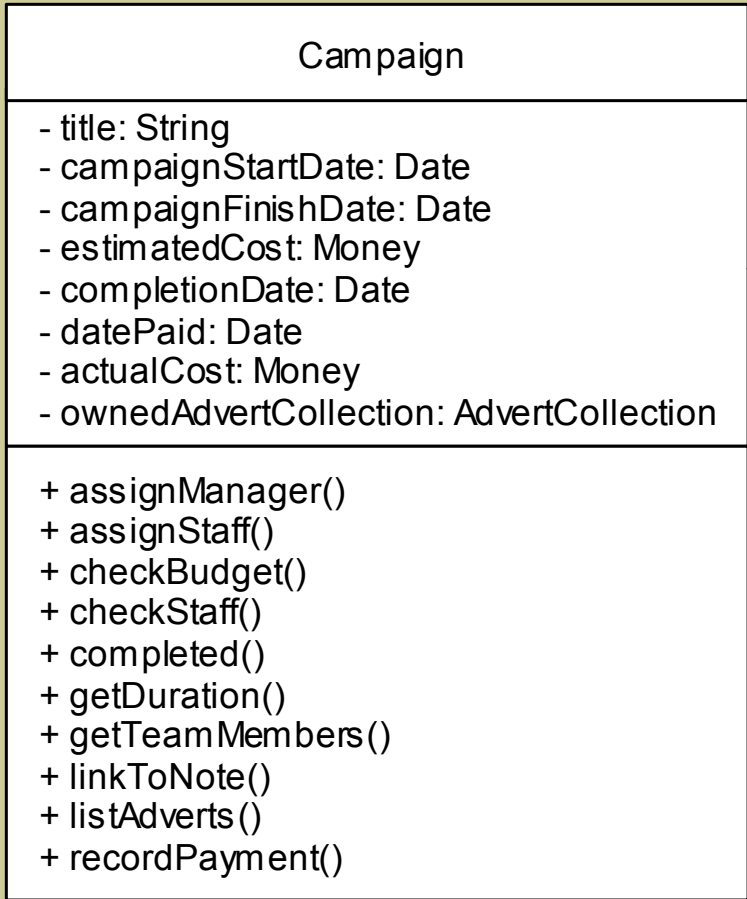 Campaign
- title: String
- campaignStartDate: Date
- campaignFinishDate: Date
- estimatedCost: Money
- completionDate: Date
- datePaid: Date
- actualCost: Money
- ownedAdvertCollection: AdvertCollection
+ assignManager()
+ assignStaff()
+ checkBudget()
+ checkStaff()
+ completed()
+ getDuration()
+ getTeamMembers()
+ linkToNote()
+ listAdverts()
+ recordPayment()